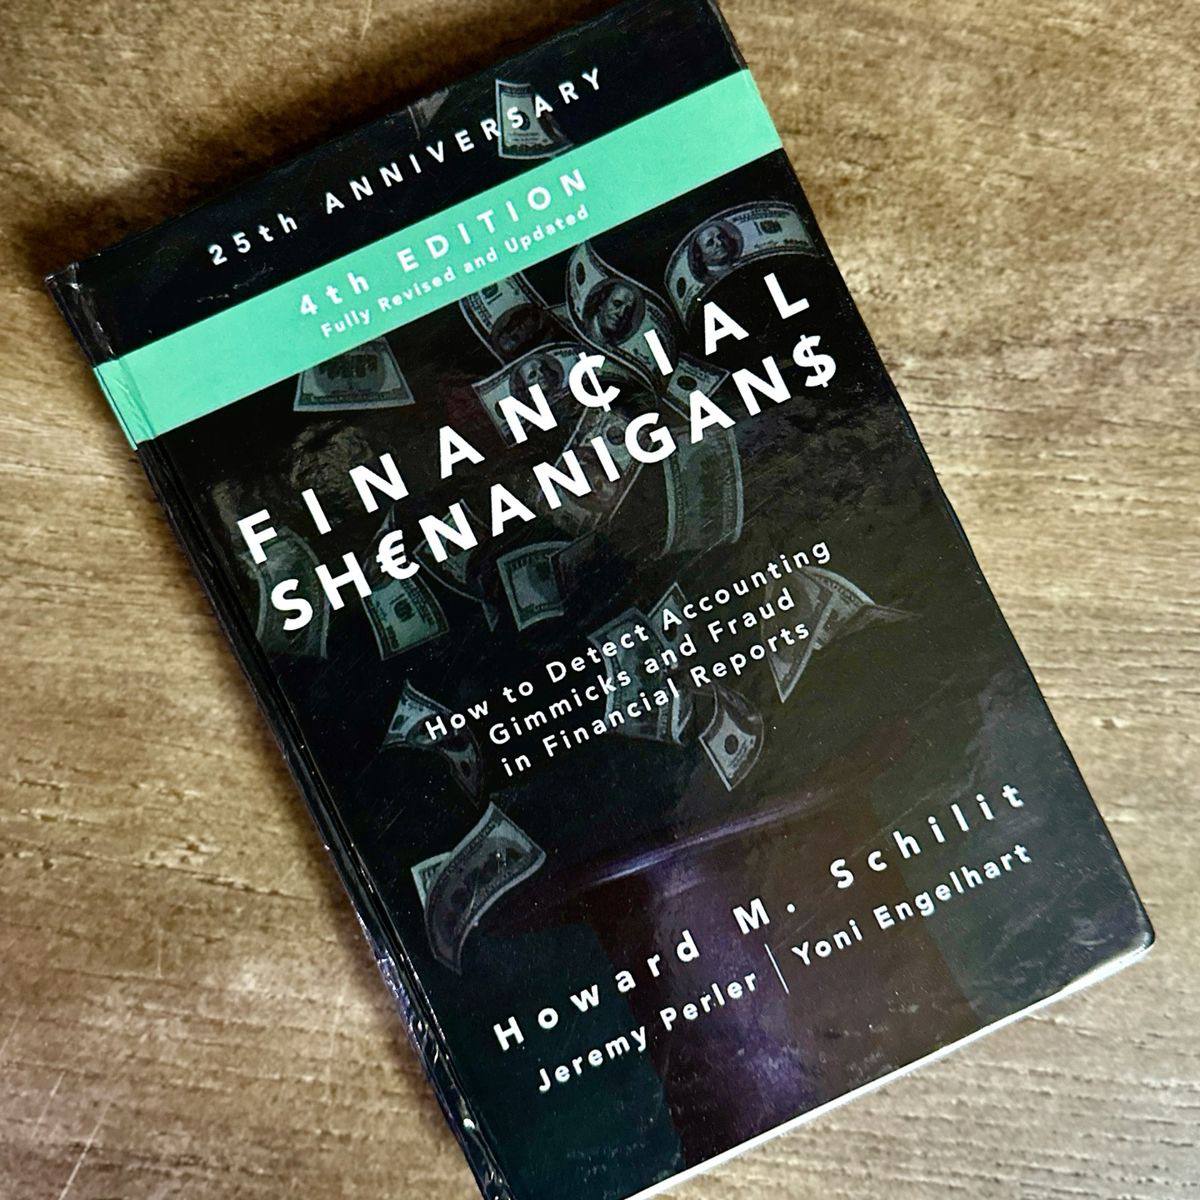 25th ANNIVERSARY
4th EDITION
Fully Revised and Updated
FINAN₵IAL
SH€NANIGAN$
How to Detect Accounting
Gimmicks and Fraud
in Financial Reports
Howard M. Schilit
Jeremy Perler | Yoni Engelhart